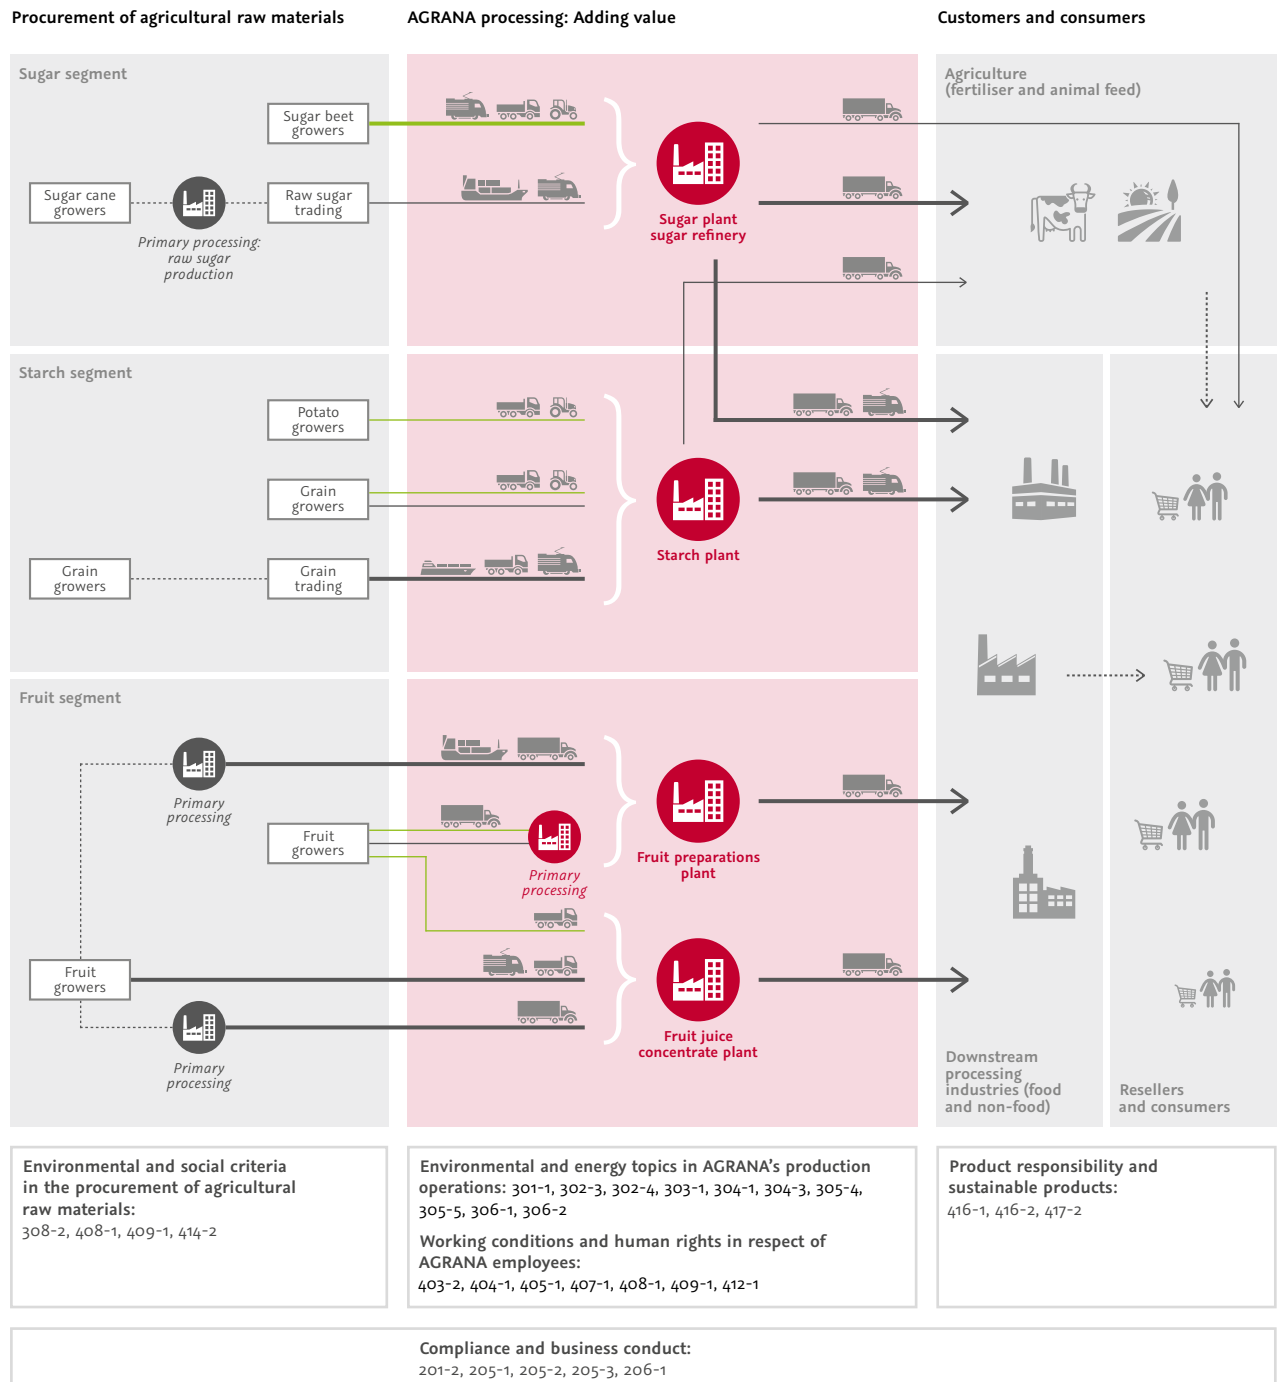 Procurement of agricultural raw materials
AGRANA processing: Adding value
Customers and consumers
Sugar segment
Sugar beet
growers
Sugar cane
growers
Primary processing:
raw sugar
production
Raw sugar
trading
Sugar plant
sugar refinery
Agriculture
(fertiliser and animal feed)
Starch segment
Potato
growers
Grain
growers
Grain
growers
Grain
trading
Starch plant
Fruit segment
Primary
processing
Fruit
growers
Primary
processing
Fruit preparations
plant
Fruit
growers
Primary
processing
Fruit juice
concentrate plant
Downstream
processing
industries (food
and non-food)
Resellers
and consumers
Environmental and social criteria
in the procurement of agricultural
raw materials:
308-2, 408-1, 409-1, 414-2
Environmental and energy topics in AGRANA’s production
operations: 301-1, 302-3, 302-4, 303-1, 304-1, 304-3, 305-4,
305-5, 306-1, 306-2
Working conditions and human rights in respect of
AGRANA employees:
403-2, 404-1, 405-1, 407-1, 408-1, 409-1, 412-1
Product responsibility and
sustainable products:
416-1, 416-2, 417-2
Compliance and business conduct:
201-2, 205-1, 205-2, 205-3, 206-1